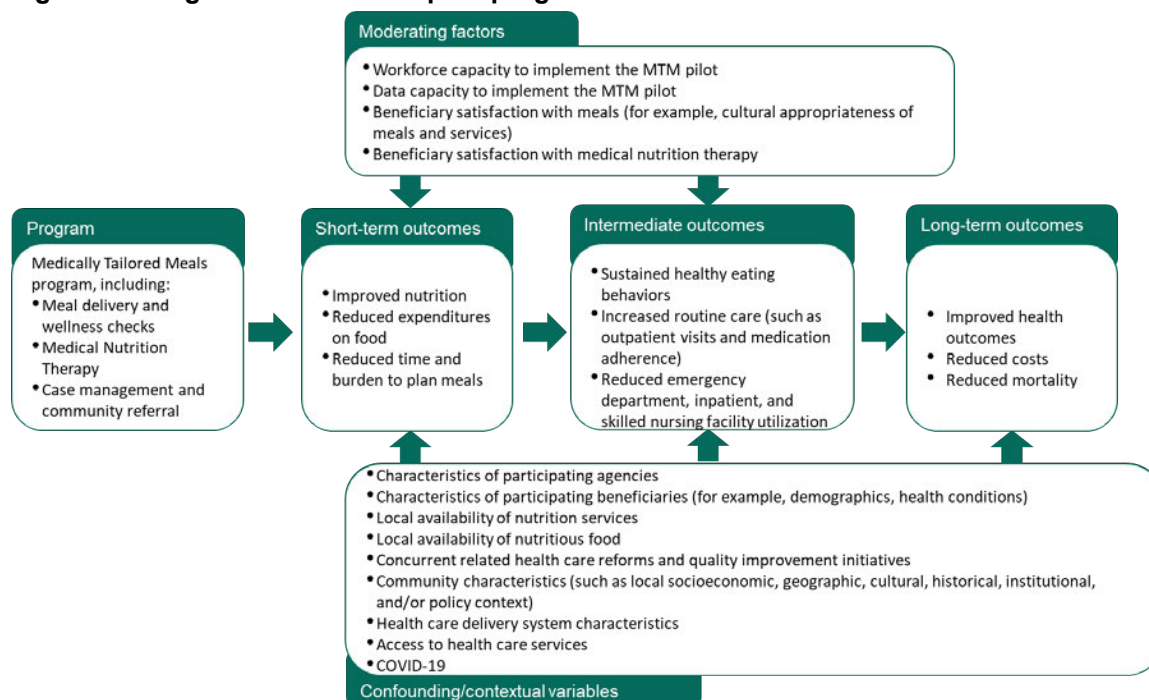 Moderating factors
• Workforce capacity to implement the MTM pilot
• Data capacity to implement the MTM pilot
• Beneficiary satisfaction with meals (for example, cultural appropriateness of
meals and services)
• Beneficiary satisfaction with medical nutrition therapy
Program
Medically Tailored Meals
program, including:
• Meal delivery and
wellness checks
• Medical Nutrition
Therapy
• Case management and
community referral
Short-term outcomes
• Improved nutrition
• Reduced expenditures
on food
• Reduced time and
burden to plan meals
Intermediate outcomes
• Sustained healthy eating
behaviors
• Increased routine care (such as
outpatient visits and medication
adherence)
• Reduced emergency
department, inpatient, and
skilled nursing facility utilization
Long-term outcomes
• Improved health
outcomes
• Reduced costs
• Reduced mortality
• Characteristics of participating agencies
• Characteristics of participating beneficiaries (for example, demographics, health conditions)
• Local availability of nutrition services
• Local availability of nutritious food
• Concurrent related health care reforms and quality improvement initiatives
• Community characteristics (such as local socioeconomic, geographic, cultural, historical, institutional,
and/or policy context)
• Health care delivery system characteristics
• Access to health care services
• COVID-19
Confounding/contextual variables